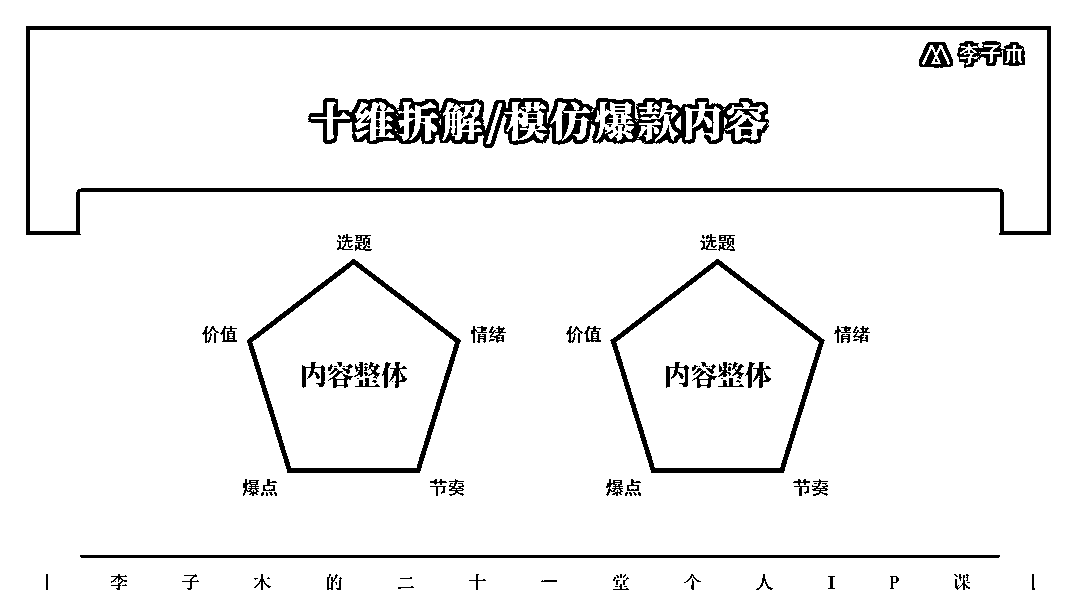 李子木
十维拆解/模仿爆款内容
选题 选题
价值 情绪 价值 情绪
内容整体 内容整体
爆点 节奏 爆点 节奏
| 李子木的二十一堂个人IP课 |